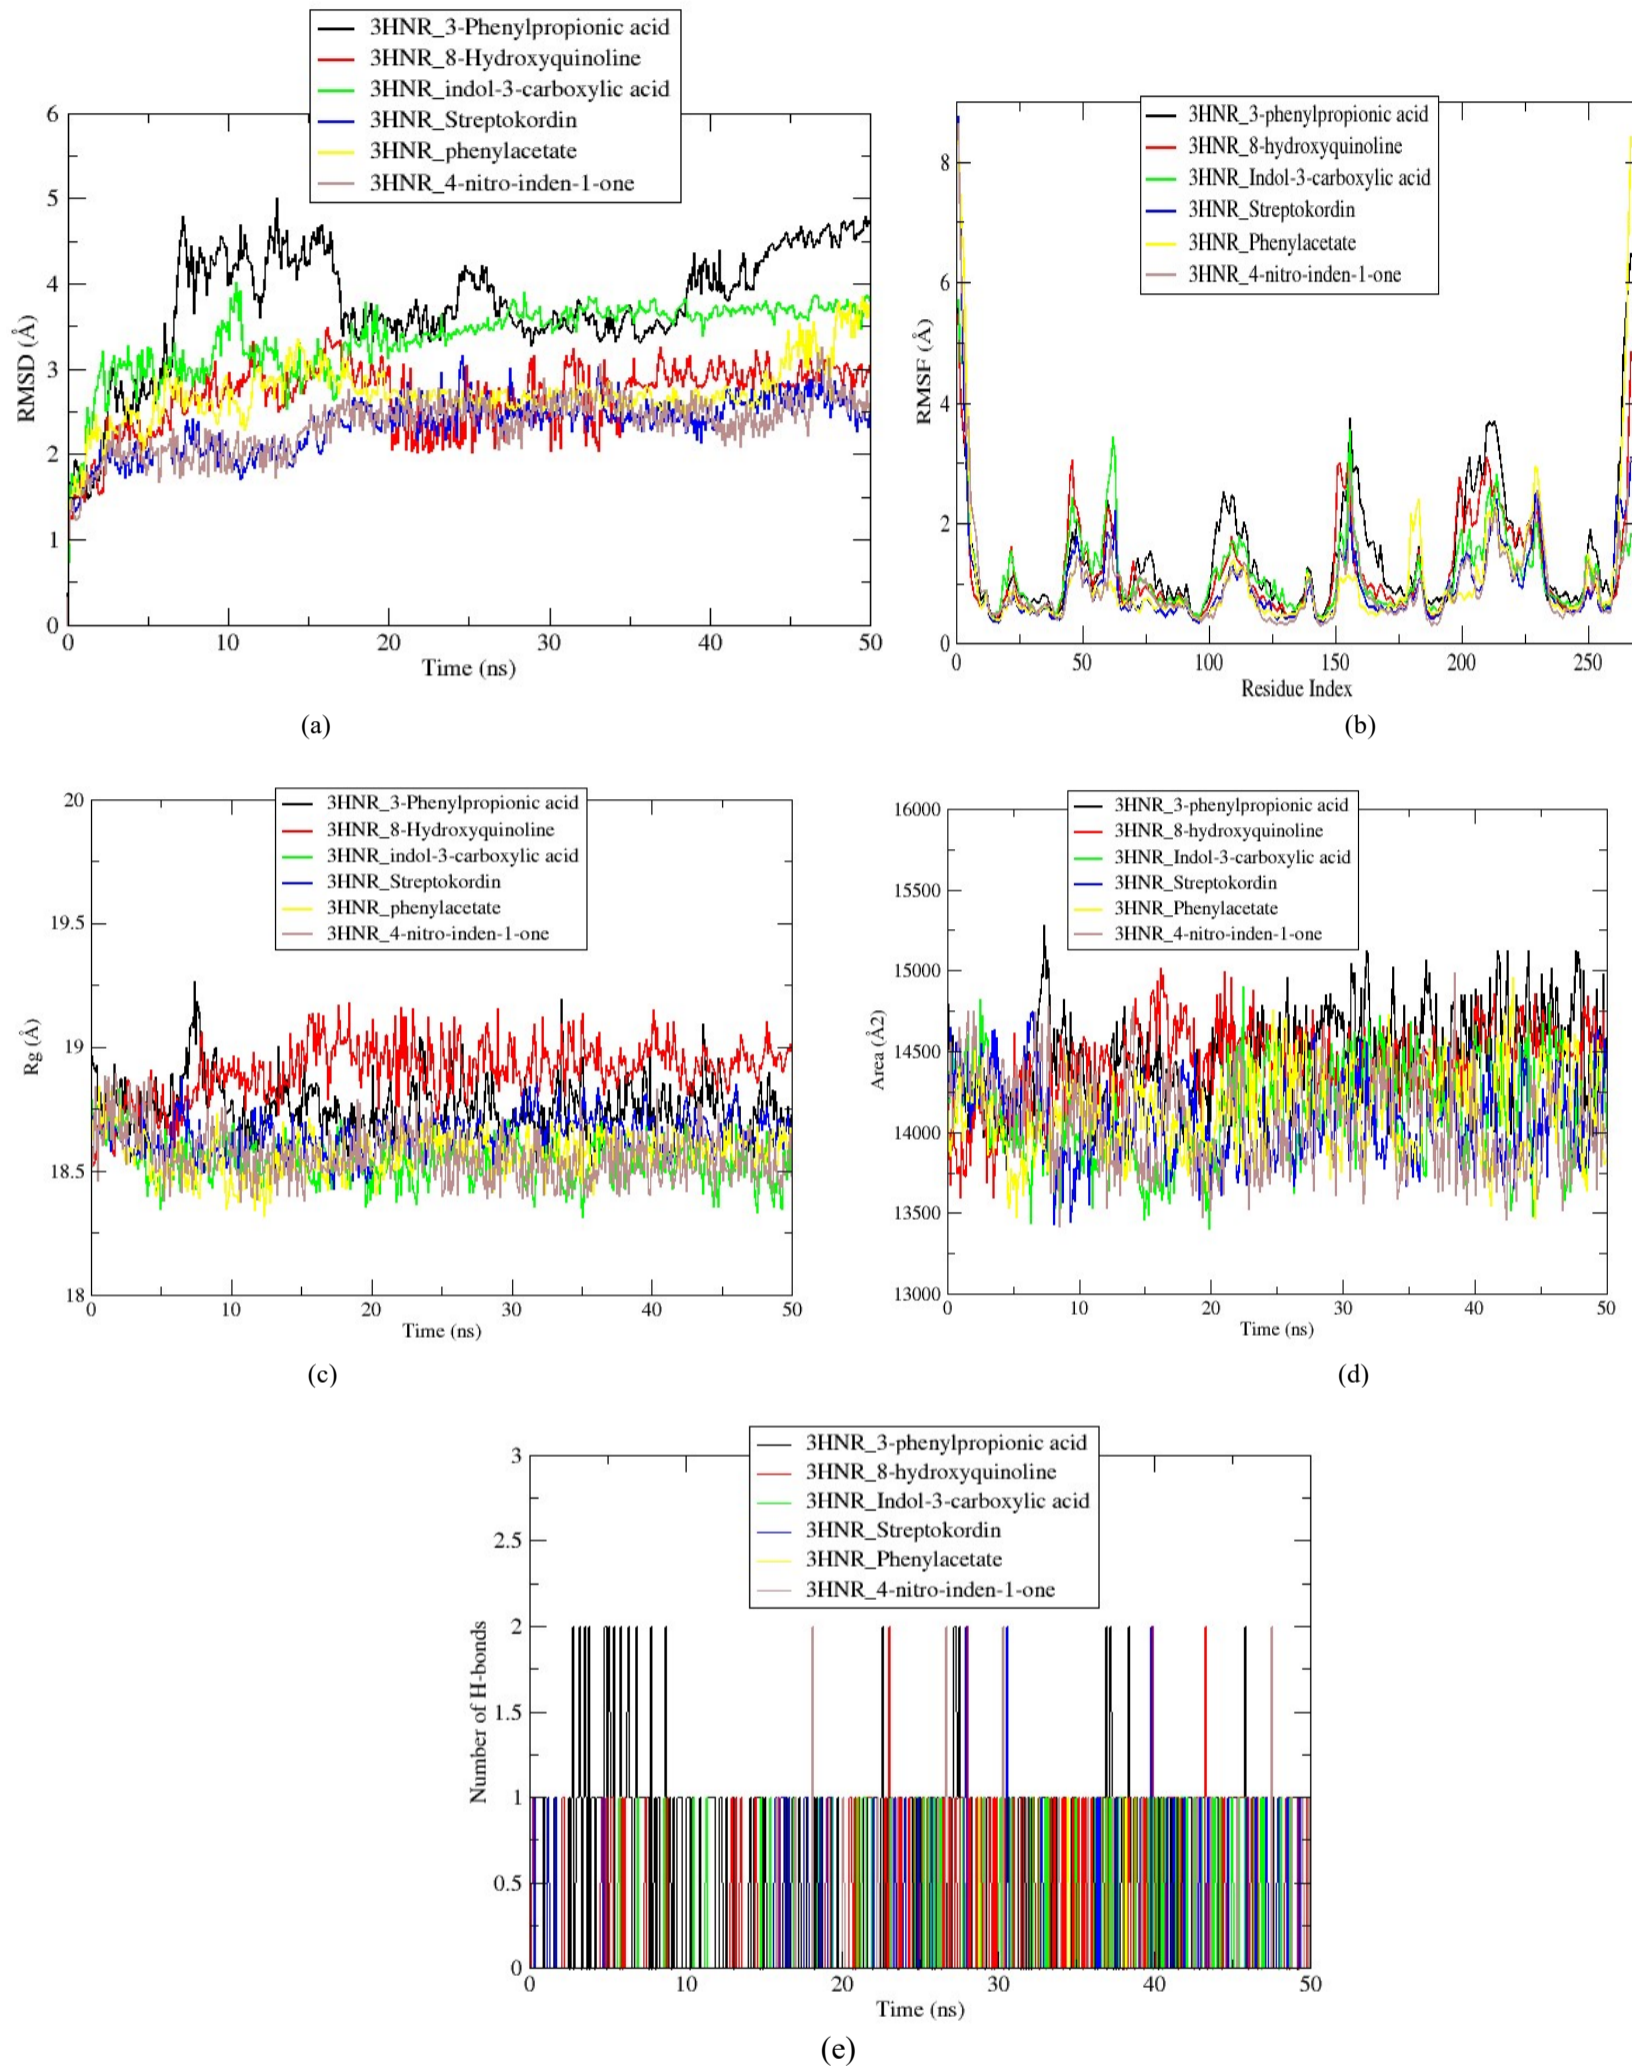 3HNR_3-Phenylpropionic acid
3HNR_8-Hydroxyquinoline
3HNR_indol-3-carboxylic acid
3HNR_Streptokordin
3HNR_phenylacetate
3HNR_4-nitro-inden-1-one
6
5
4
3
2
1
0
RMSD (Å)
0 10 20 30 40 50
Time (ns)
(a)
3HNR_3-phenylpropionic acid
3HNR_8-hydroxyquinoline
3HNR_Indol-3-carboxylic acid
3HNR_Streptokordin
3HNR_Phenylacetate
3HNR_4-nitro-inden-1-one
8
6
4
2
0
RMSF (Å)
0 50 100 150 200 250
Residue Index
(b)
3HNR_3-Phenylpropionic acid
3HNR_8-Hydroxyquinoline
3HNR_indol-3-carboxylic acid
3HNR_Streptokordin
3HNR_phenylacetate
3HNR_4-nitro-inden-1-one
20
19.5
19
18.5
18
Rg (Å)
0 10 20 30 40 50
Time (ns)
(c)
3HNR_3-phenylpropionic acid
3HNR_8-hydroxyquinoline
3HNR_Indol-3-carboxylic acid
3HNR_Streptokordin
3HNR_Phenylacetate
3HNR_4-nitro-inden-1-one
16000
15500
15000
14500
14000
13500
13000
Area (Å2)
0 10 20 30 40 50
Time (ns)
(d)
3HNR_3-phenylpropionic acid
3HNR_8-hydroxyquinoline
3HNR_Indol-3-carboxylic acid
3HNR_Streptokordin
3HNR_Phenylacetate
3HNR_4-nitro-inden-1-one
3
2.5
2
1.5
1
0.5
0
Number of H-bonds
0 10 20 30 40 50
Time (ns)
(e)